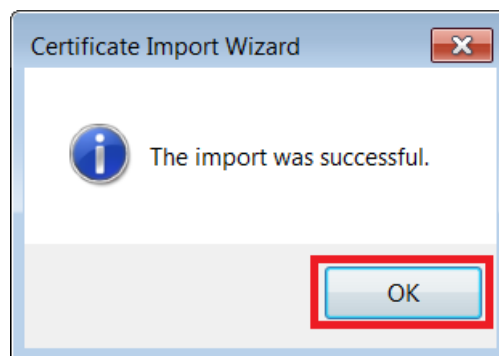 Certificate Import Wizard
The import was successful.
OK